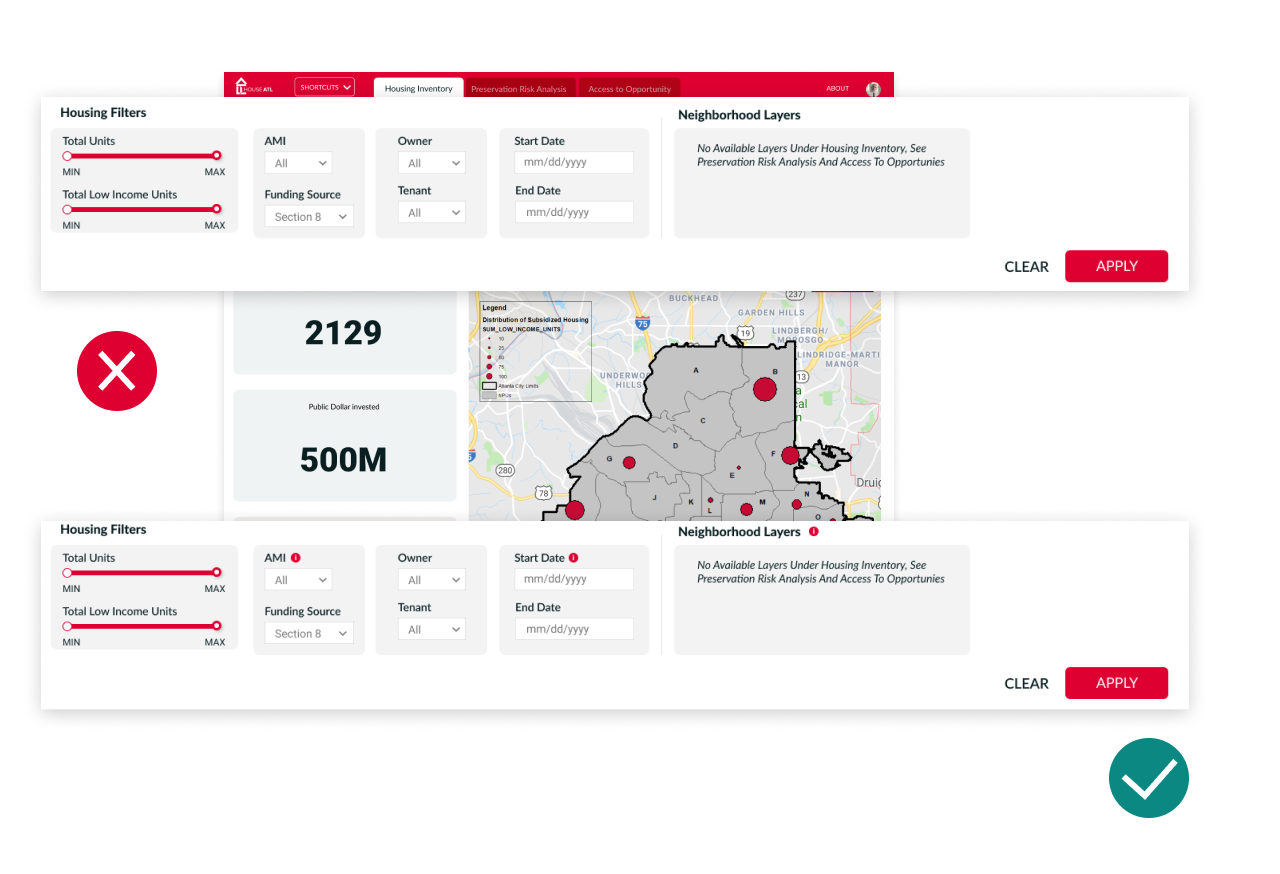 HOUSE ATL
SHORTCUTS
Housing Inventory
Preservation Risk Analysis
Access to Opportunity
ABOUT
Housing Filters
Neighborhood Layers
Total Units
MIN
MAX
Total Low Income Units
MIN
MAX
AMI
All
Funding Source
Section 8
Owner
All
Tenant
All
Start Date
mm/dd/yyyy
End Date
mm/dd/yyyy
No Available Layers Under Housing Inventory, See
Preservation Risk Analysis And Access To Opportunies
CLEAR
APPLY
2129
Public Dollar invested
500M
Legend
Distribution of Subsidized Housing
SUM_LOW_INCOME_UNITS
10
25
50
75
100
Atlanta City Limits
NPUs
BUCKHEAD
237
GARDEN HILLS
75
19
LINDBERGH/
MOROSGO
LINDRIDGE-MARTI
MANOR
UNDERWOO
HILLS
13
A
B
C
D
E
F
G
J
K
L
M
N
O
280
78
Druid
Housing Filters
Neighborhood Layers
Total Units
MIN
MAX
Total Low Income Units
MIN
MAX
AMI
All
Funding Source
Section 8
Owner
All
Tenant
All
Start Date
mm/dd/yyyy
End Date
mm/dd/yyyy
No Available Layers Under Housing Inventory, See
Preservation Risk Analysis And Access To Opportunies
CLEAR
APPLY